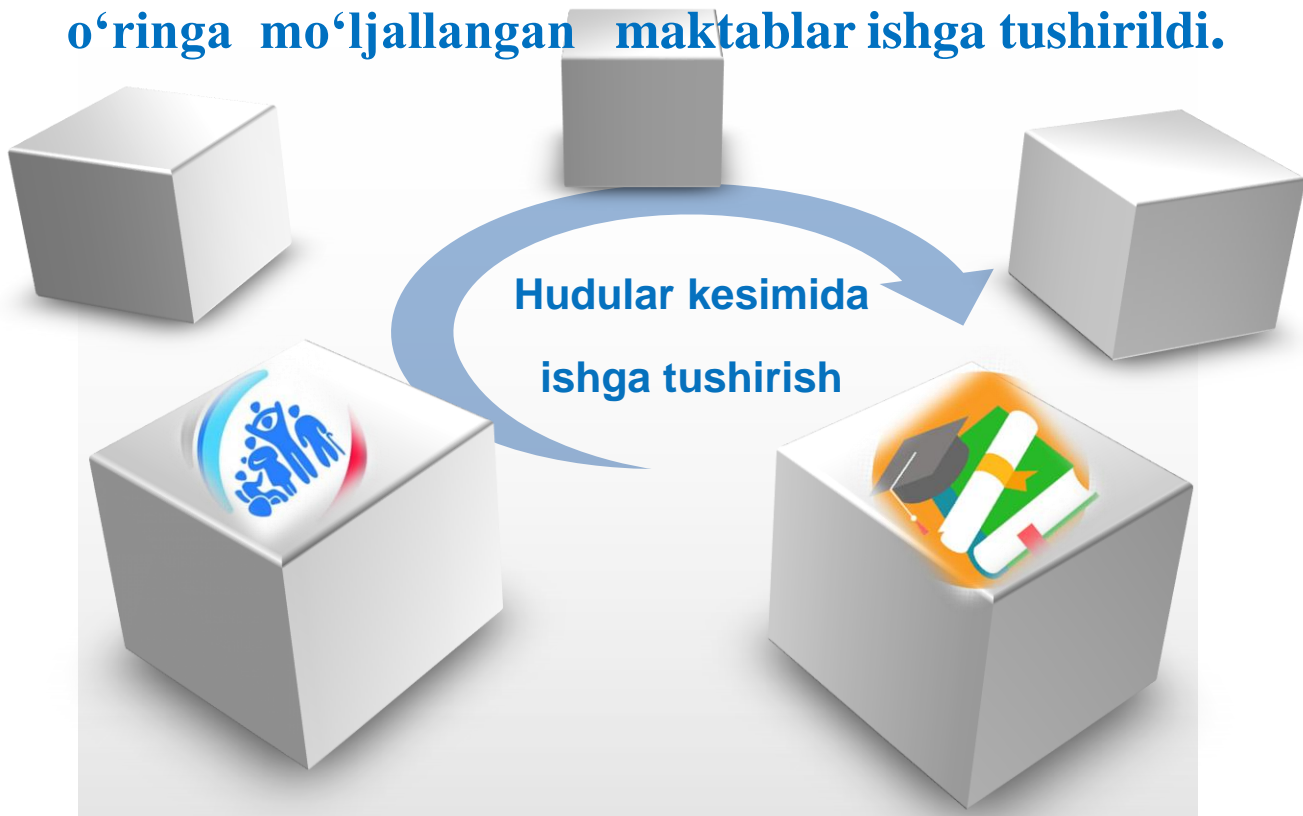 o‘ringa mo‘ljallangan maktablar ishga tushirildi.
Hudular kesimida
ishga tushirish